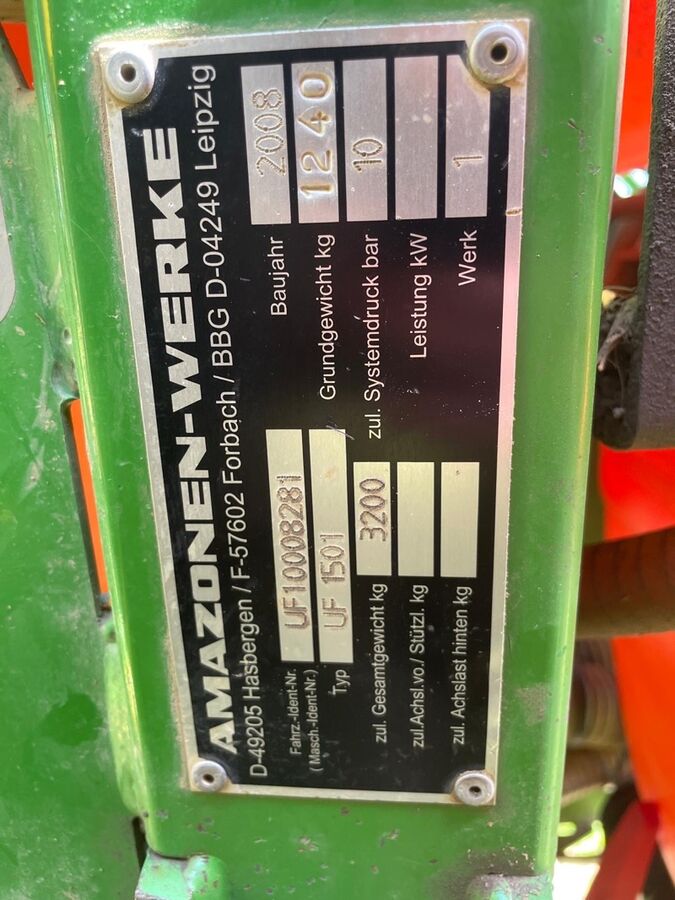 AMAZONEN-WERKE
D-49205 Hasbergen / F-57602 Forbach / BBG D-04249 Leipzig
Fahrz.-Ident-Nr. UF10008281
( Masch.-Ident-Nr.)
Typ UF 1501
zul. Gesamtgewicht kg 3200
zul.Achsl.vo./ Stützl. kg
zul. Achslast hinten kg
Baujahr 2008
Grundgewicht kg 1240
zul. Systemdruck bar 10
Leistung kW
Werk 1